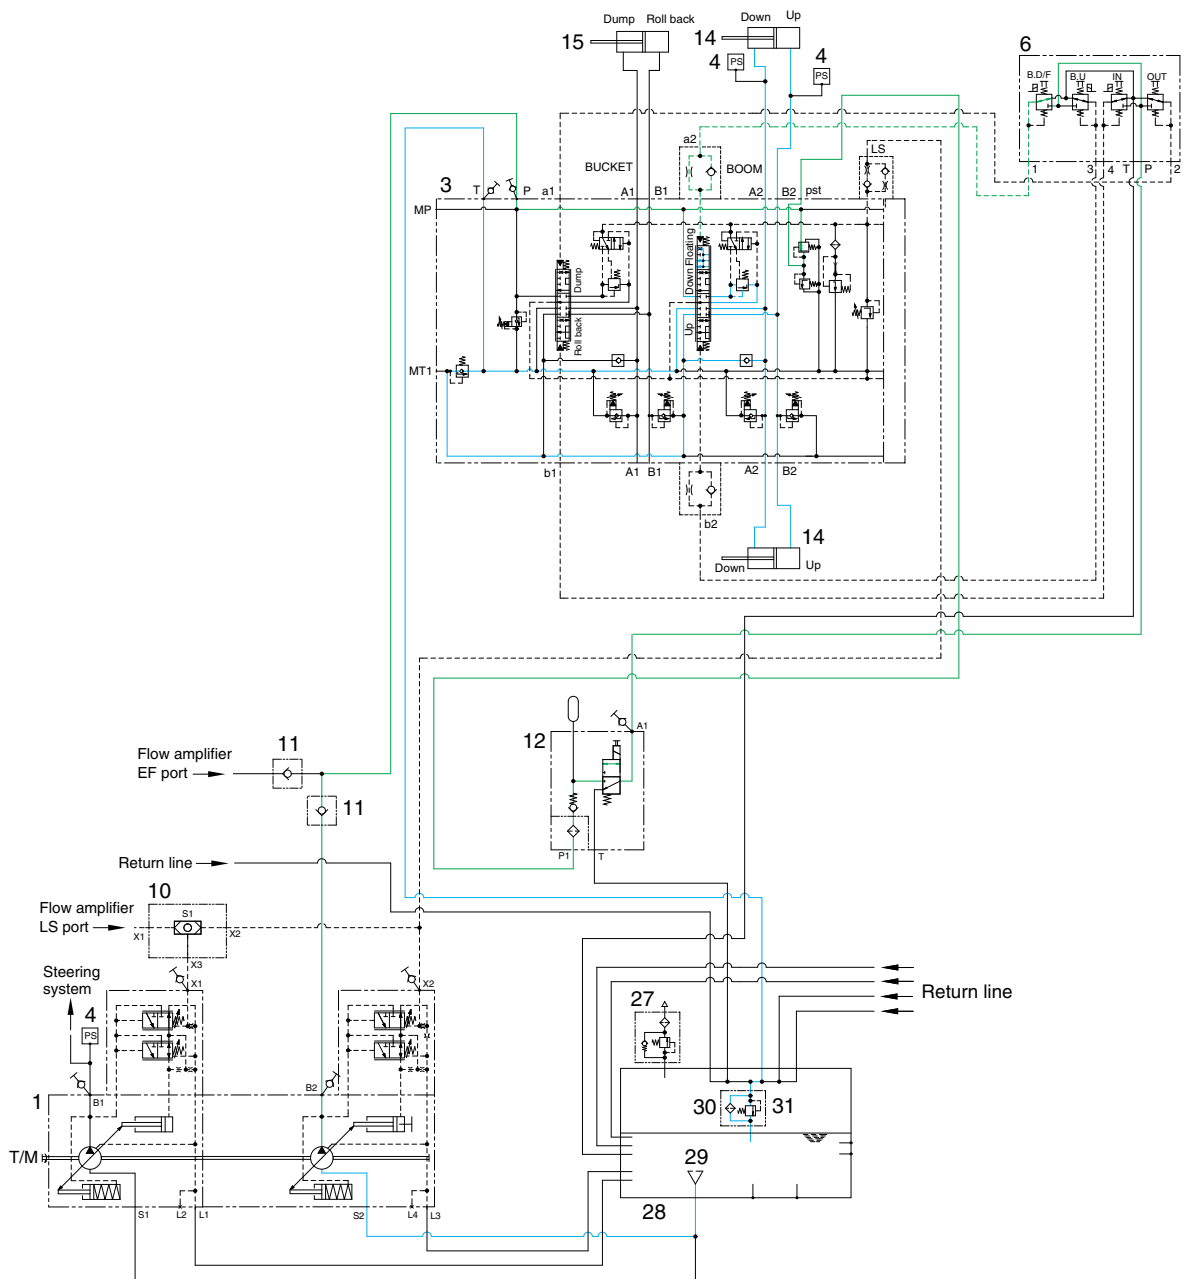 Dump Roll back
15
Down Up
14
4
PS
4
PS
6
B.D/F B.U IN OUT
1 3 4 T P 2
a2
BUCKET BOOM
LS
3
T P a1 A1 B1 A2 B2 pst
MP
Dump
Roll back
Down Floating
Up
MT1
b1 A1 B1 A2 B2
b2
14
Down Up
12
A1
P1 T
11
Flow amplifier
EF port
11
Return line
10
Flow amplifier
LS port
S1
X1 X2
X3
Steering
system
4
PS
X1 X2
Return line
27
1
B1 B2
30 31
T/M
29
28
S1 L2 L1 S2 L4 L3